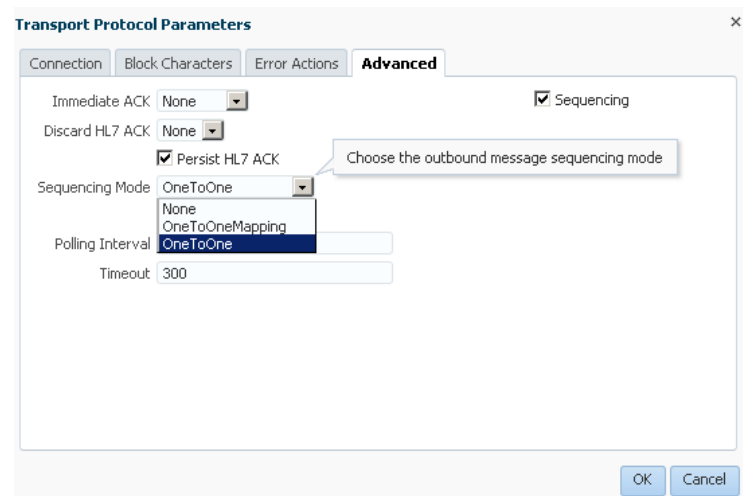 Transport Protocol Parameters
Connection Block Characters Error Actions Advanced
Immediate ACK None
Sequencing
Discard HL7 ACK None
Persist HL7 ACK
Choose the outbound message sequencing mode
Sequencing Mode OneToOne
None
OneToOneMapping
OneToOne
Polling Interval
Timeout 300
OK Cancel